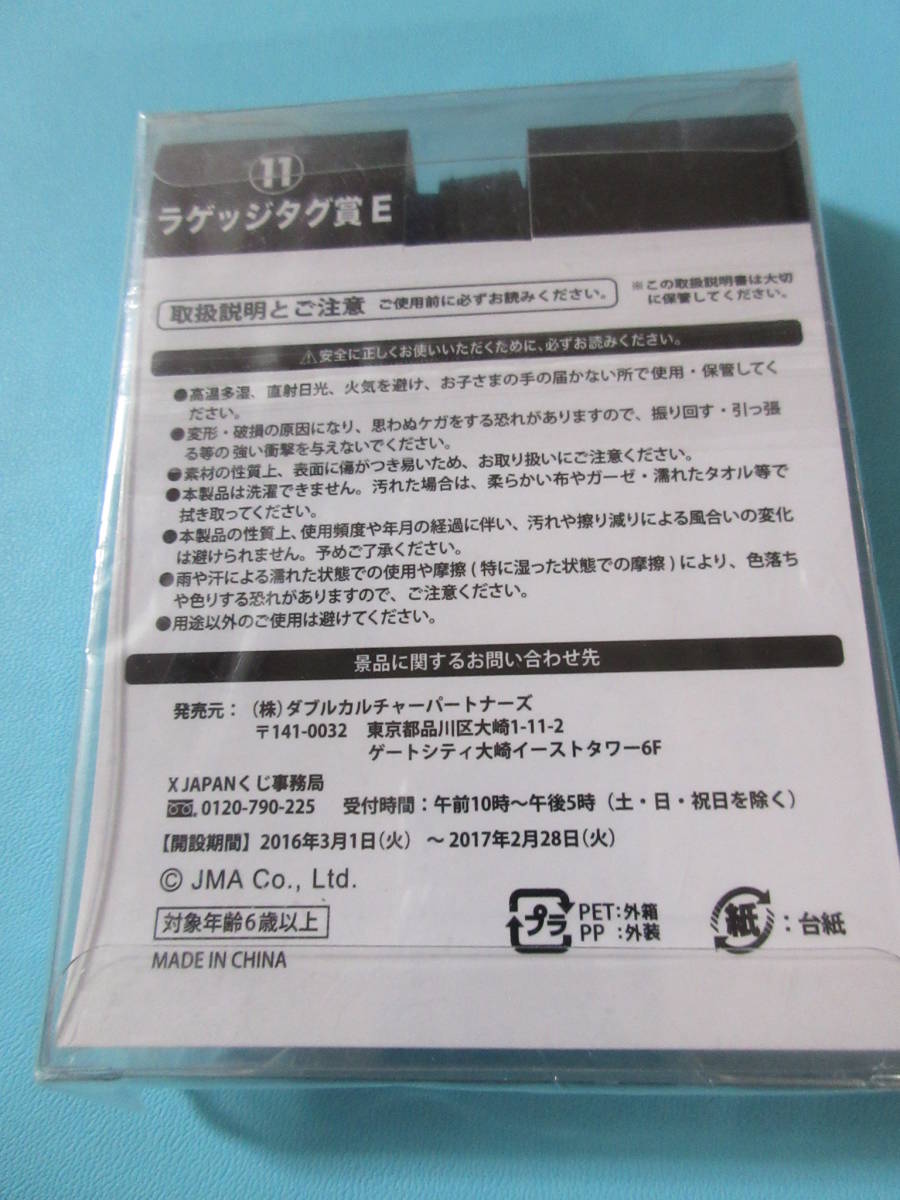 11
ラゲッジタグ賞 E
取扱説明とご注意 ご使用前に必ずお読みください。
※この取扱説明書は大切
に保管してください。
⚠安全に正しくお使いいただくために、必ずお読みください。
●高温多湿、直射日光、火気を避け、お子さまの手の届かない所で使用・保管してく
ださい。
●変形・破損の原因になり、思わぬケガをする恐れがありますので、振り回す・引っ張
る等の強い衝撃を与えないでください。
●素材の性質上、表面に傷がつき易いため、お取り扱いにご注意ください。
●本製品は洗濯できません。汚れた場合は、柔らかい布やガーゼ・濡れたタオル等で
拭き取ってください。
●本製品の性質上、使用頻度や年月の経過に伴い、汚れや擦り減りによる風合いの変化
は避けられません。予めご了承ください。
●雨や汗による濡れた状態での使用や摩擦(特に湿った状態での摩擦)により、色落ち
や色りする恐れがありますので、ご注意ください。
●用途以外のご使用は避けてください。
景品に関するお問い合わせ先
発売元:(株)ダブルカルチャーパートナーズ
〒141-0032 東京都品川区大崎1-11-2
ゲートシティ大崎イーストタワー6F
X JAPANくじ事務局
0120-790-225 受付時間:午前10時～午後5時(土・日・祝日を除く)
【開設期間】2016年3月1日(火) ～2017年2月28日(火)
© JMA Co., Ltd.
対象年齢6歳以上
プラ PET:外箱
PP :外装
紙:台紙
MADE IN CHINA